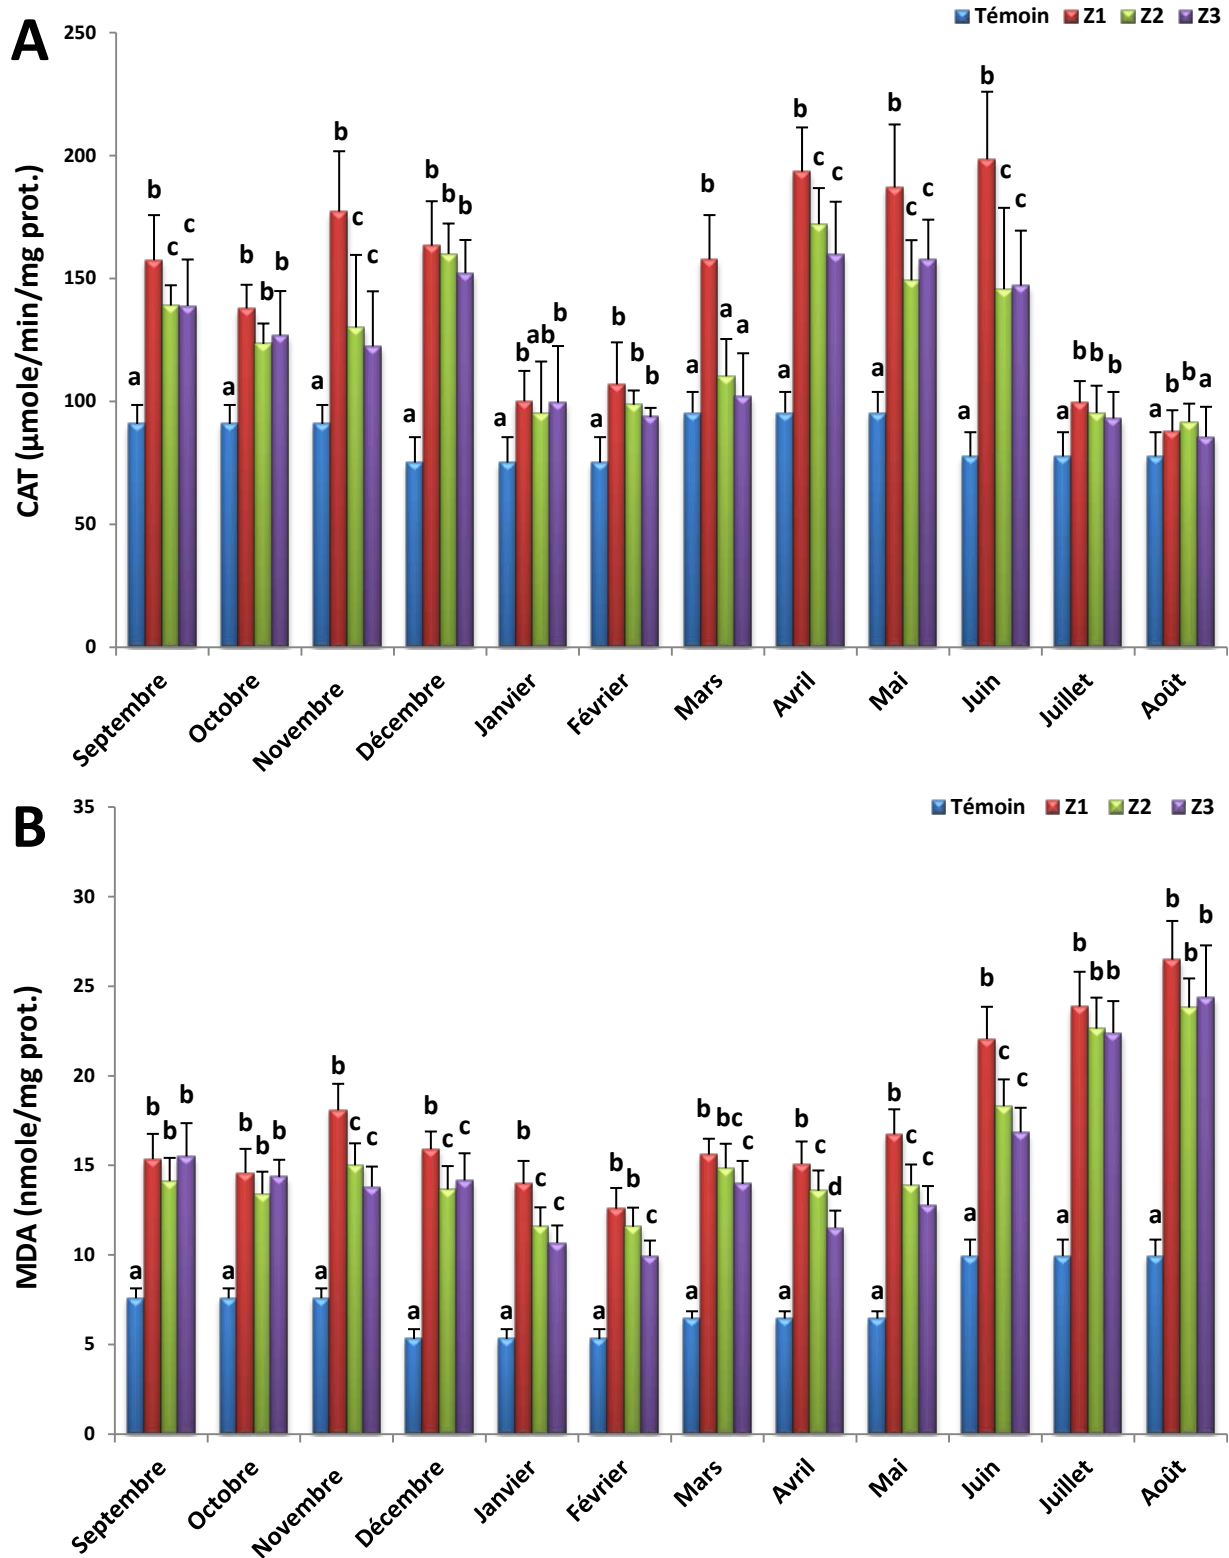 A
Témoin Z1 Z2 Z3
CAT (µmole/min/mg prot.)
250
200
150
100
50
0
a b c c
a b b b
a b c c
a b b b
a b ab b
a b b b
a b a a
a b c c
a b c c
a b c c
a b b b
a b b a
Septembre Octobre Novembre Décembre Janvier Février Mars Avril Mai Juin Juillet Août
B
Témoin Z1 Z2 Z3
MDA (nmole/mg prot.)
35
30
25
20
15
10
5
0
a b b b
a b b b
a b c c
a b c c
a b c c
a b b c
a b bc c
a b c d
a b c c
a b c c
a b b b
a b b b
Septembre Octobre Novembre Décembre Janvier Février Mars Avril Mai Juin Juillet Août